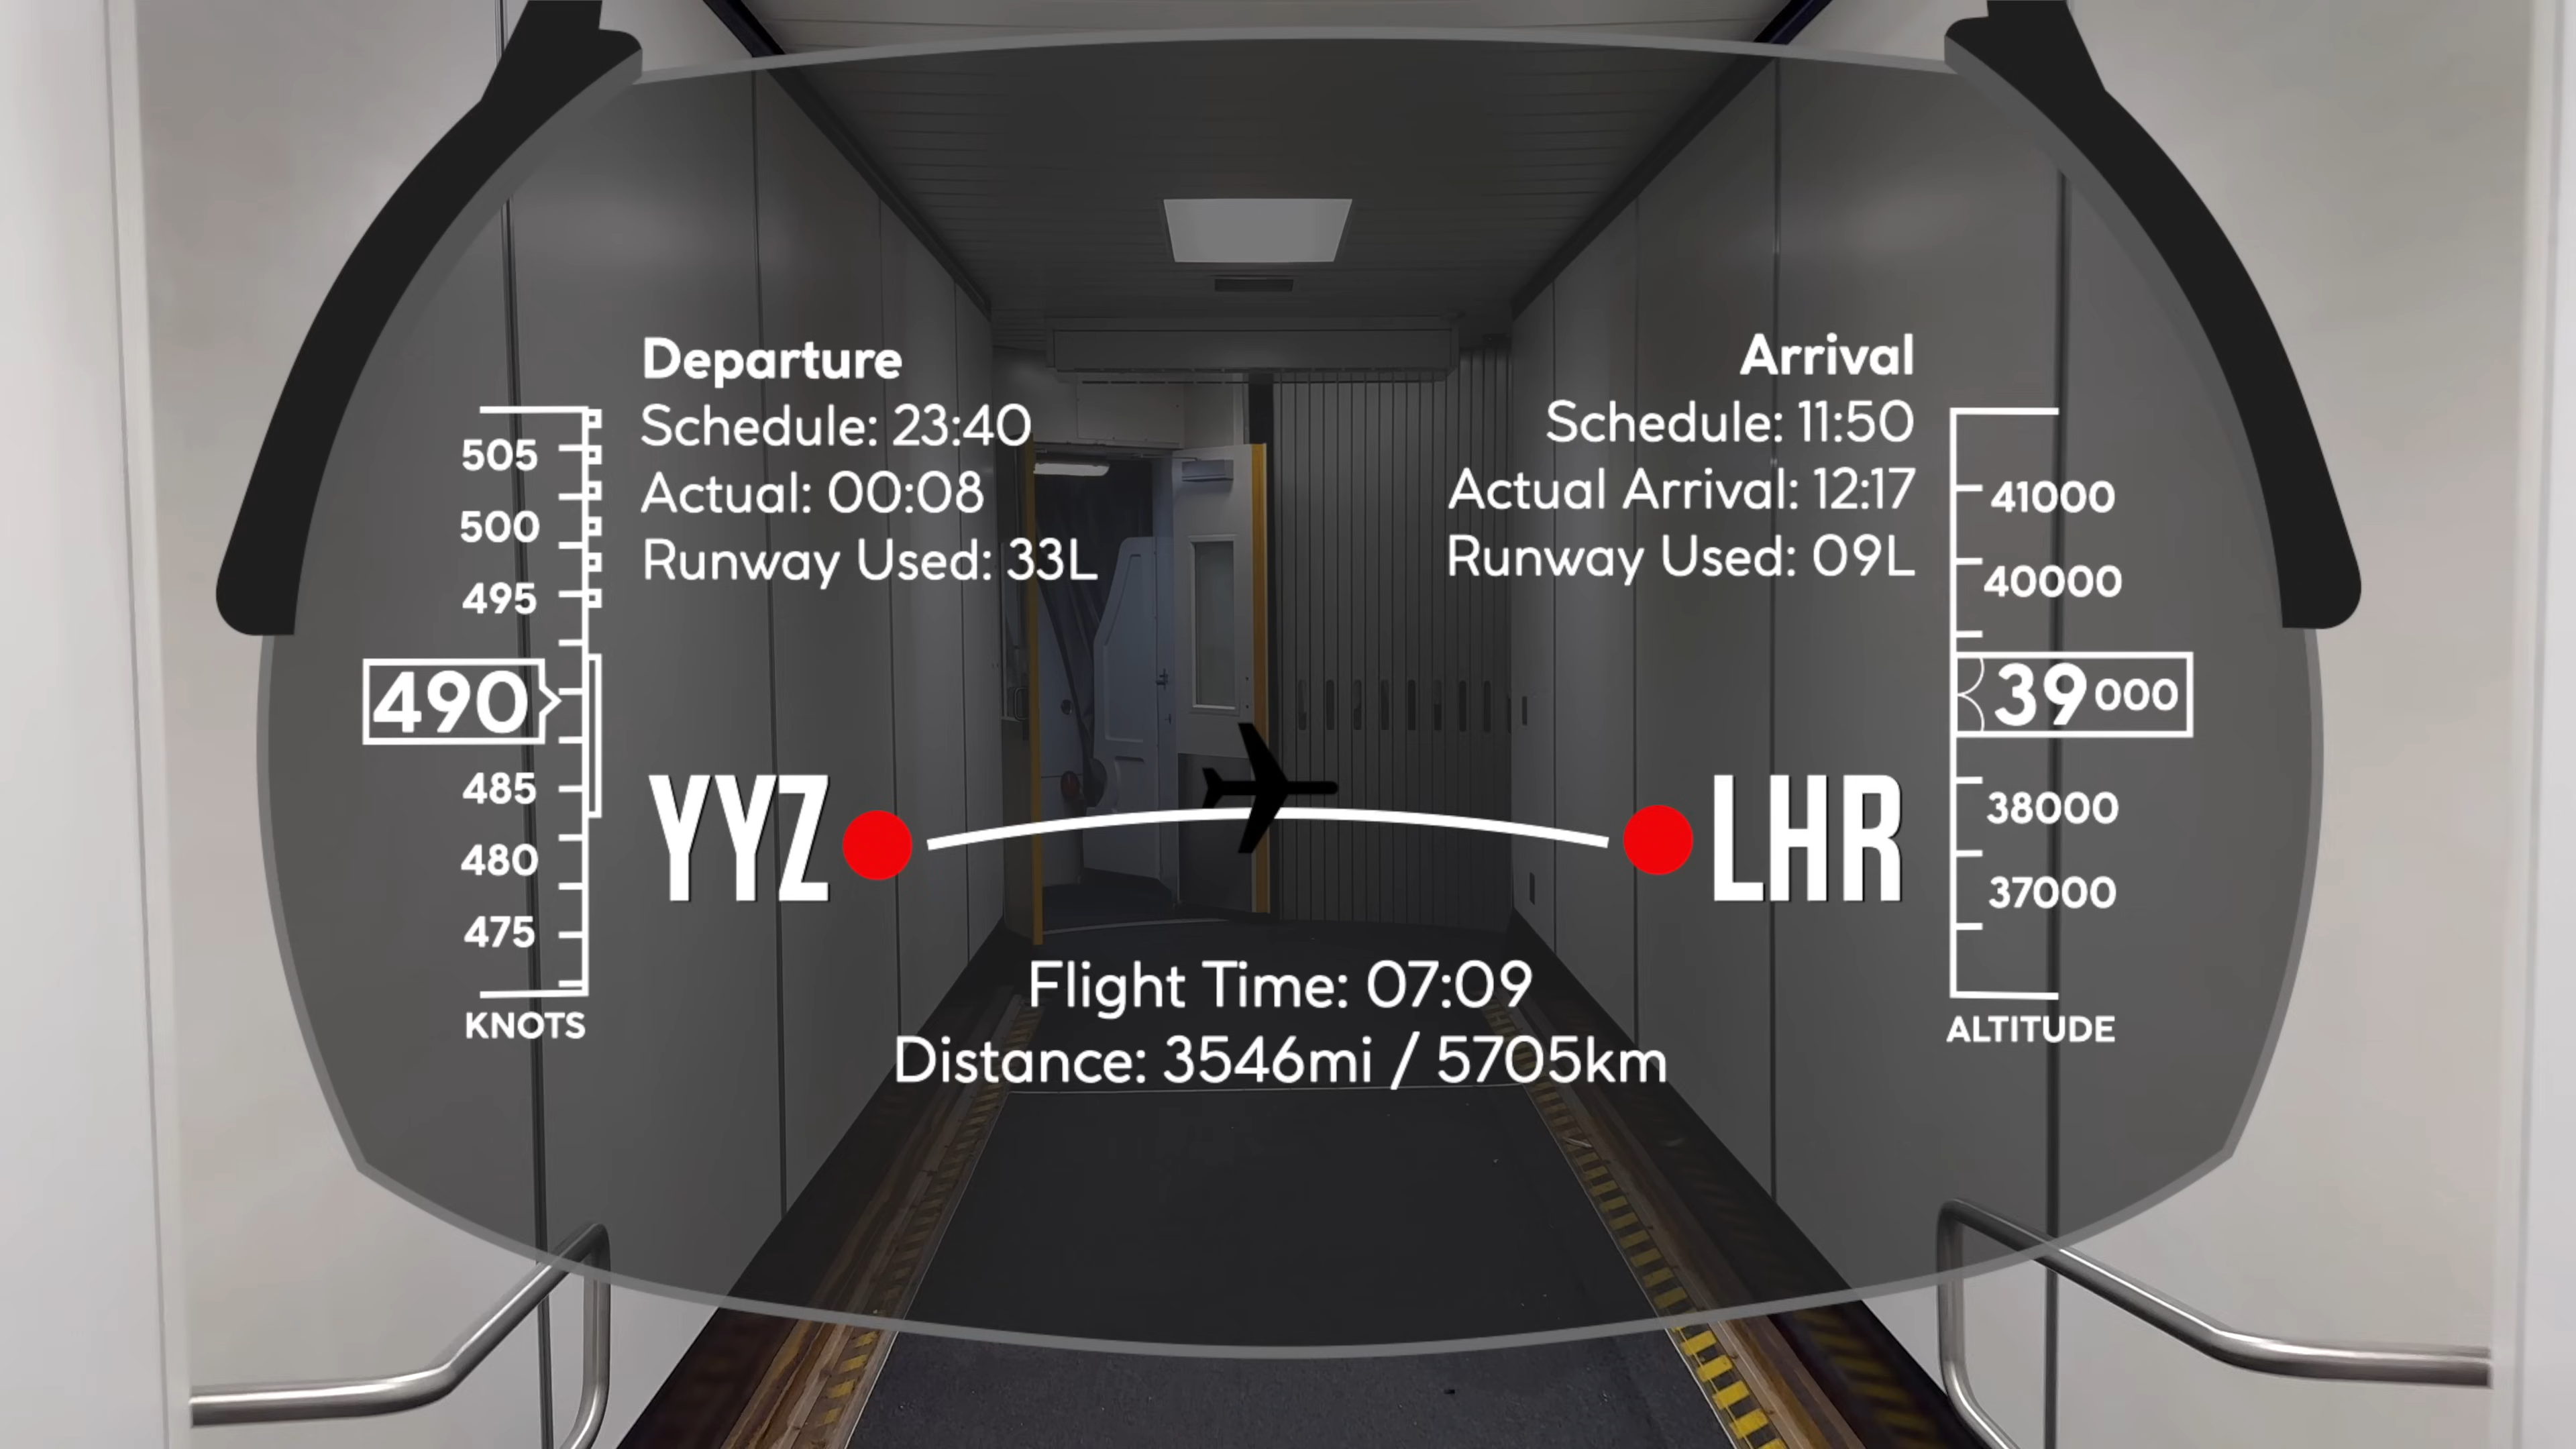 Departure
Schedule: 23:40
Actual: 00:08
Runway Used: 33L
Arrival
Schedule: 11:50
Actual Arrival: 12:17
Runway Used: 09L
505
500
495
490
485
480
475
KNOTS
41000
40000
39 000
38000
37000
ALTITUDE
YYZ
LHR
Flight Time: 07:09
Distance: 3546mi / 5705km